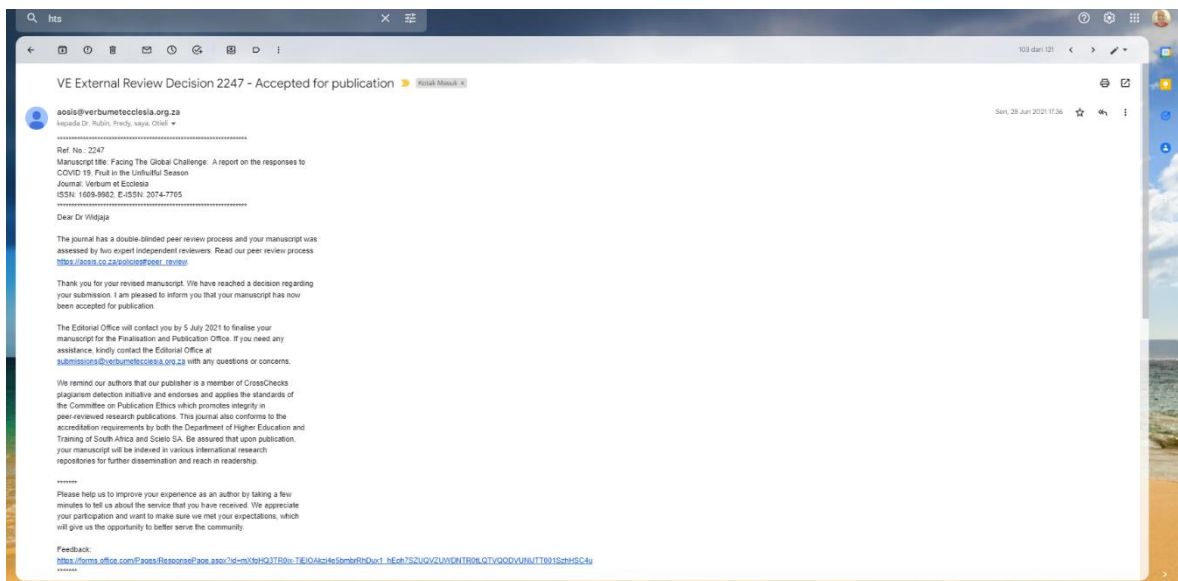 hts
103 dari 121
VE External Review Decision 2247 - Accepted for publication
Kotak Masuk x
aosis@verbumetecclesia.org.za
Sen, 28 Jun 2021 17.36
kepada Dr, Rubin, Fredy, saya, Otieli
************************************************************
Ref. No.: 2247
Manuscript title: Facing The Global Challenge: A report on the responses to
COVID 19, Fruit in the Unfruitful Season
Journal: Verbum et Ecclesia
ISSN: 1609-9982, E-ISSN: 2074-7705
************************************************************
Dear Dr Widjaja
The journal has a double-blinded peer review process and your manuscript was
assessed by two expert independent reviewers. Read our peer review process
https://aosis.co.za/policies#peer_review.
Thank you for your revised manuscript. We have reached a decision regarding
your submission. I am pleased to inform you that your manuscript has now
been accepted for publication.
The Editorial Office will contact you by 5 July 2021 to finalise your
manuscript for the Finalisation and Publication Office. If you need any
assistance, kindly contact the Editorial Office at
submissions@verbumetecclesia.org.za with any questions or concerns.
We remind our authors that our publisher is a member of CrossChecks
plagiarism detection initiative and endorses and applies the standards of
the Committee on Publication Ethics which promotes integrity in
peer-reviewed research publications. This journal also conforms to the
accreditation requirements by both the Department of Higher Education and
Training of South Africa and Scielo SA. Be assured that upon publication,
your manuscript will be indexed in various international research
repositories for further dissemination and reach in readership.
*******
Please help us to improve your experience as an author by taking a few
minutes to tell us about the service that you have received. We appreciate
your participation and want to make sure we met your expectations, which
will give us the opportunity to better serve the community.
Feedback:
*******